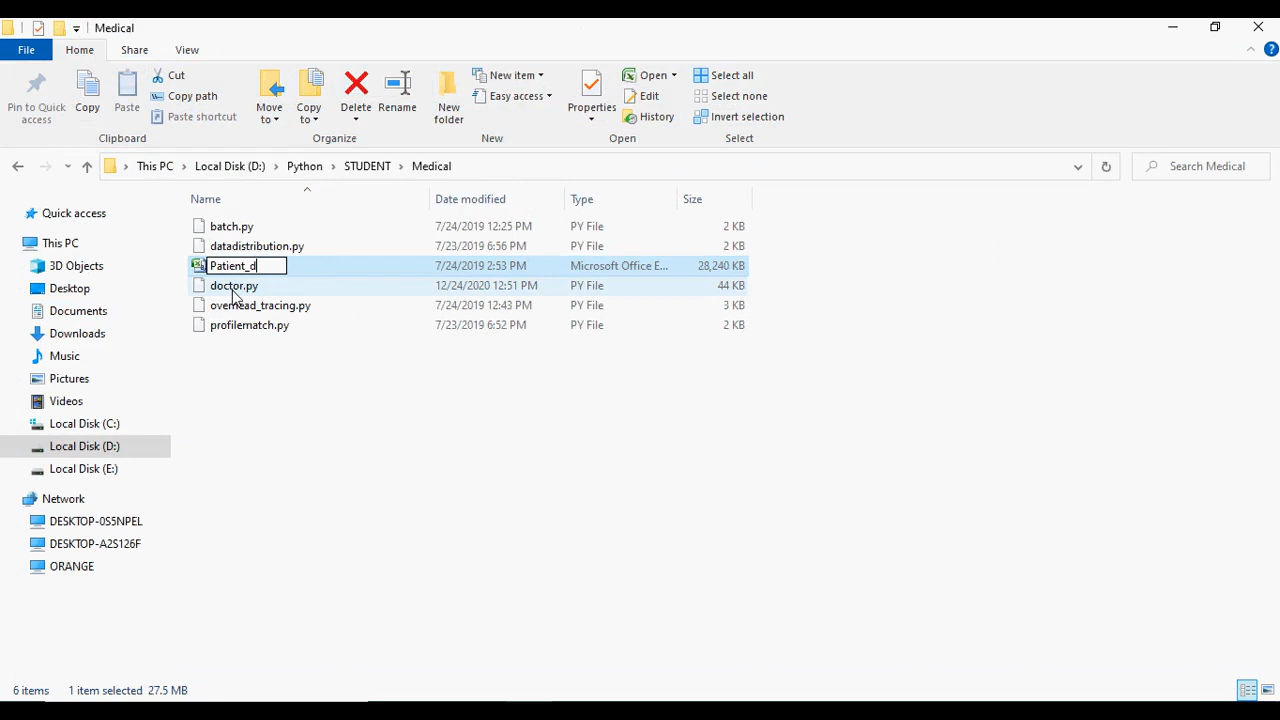 Medical
File Home Share View
Pin to Quick access
Copy
Paste
Cut
Copy path
Paste shortcut
Clipboard
Move to
Copy to
Delete
Rename
Organize
New folder
New item
Easy access
New
Properties
Open
Edit
History
Open
Select all
Select none
Invert selection
Select
This PC Local Disk (D:) Python STUDENT Medical
Search Medical
Name Date modified Type Size
Quick access
This PC
3D Objects
Desktop
Documents
Downloads
Music
Pictures
Videos
Local Disk (C:)
Local Disk (D:)
Local Disk (E:)
Network
DESKTOP-0S5NPEL
DESKTOP-A2S126F
ORANGE
batch.py 7/24/2019 12:25 PM PY File 2 KB
datadistribution.py 7/23/2019 6:56 PM PY File 2 KB
Patient_d 7/24/2019 2:53 PM Microsoft Office E... 28,240 KB
doctor.py 12/24/2020 12:51 PM PY File 44 KB
overhead_tracing.py 7/24/2019 12:43 PM PY File 3 KB
profilematch.py 7/23/2019 6:52 PM PY File 2 KB
6 items 1 item selected 27.5 MB